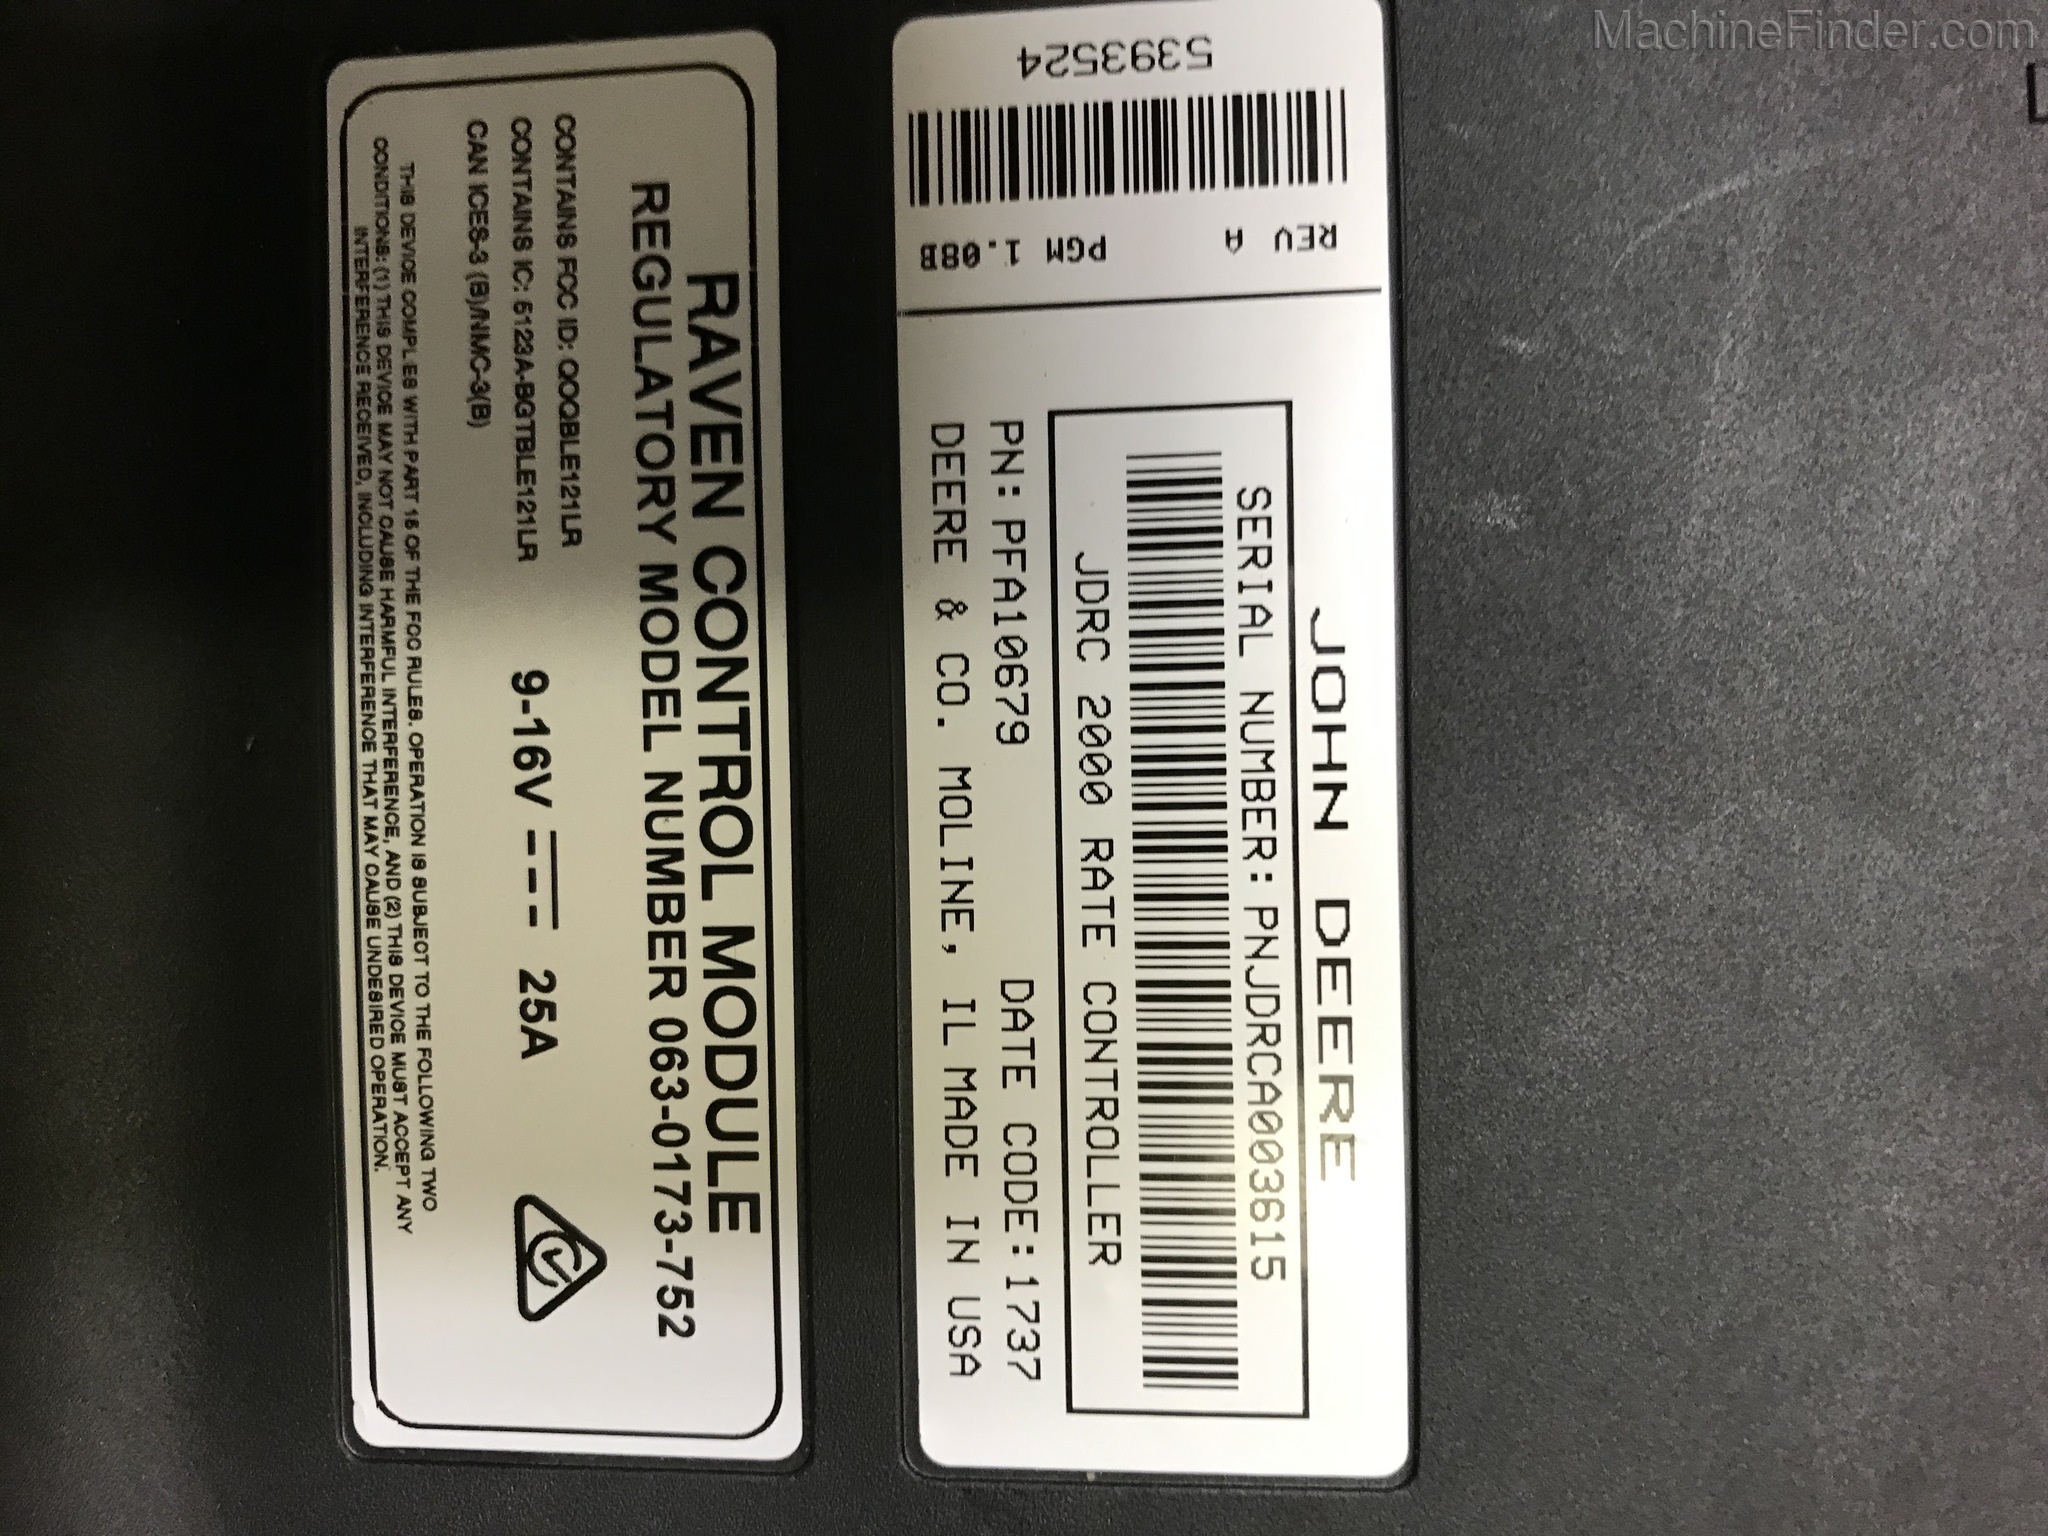 MachineFinder.com
JOHN DEERE
SERIAL NUMBER: PNJDRCA003615
JDRC 2000 RATE CONTROLLER
PN: PFA10679 DATE CODE: 1737
DEERE & CO. MOLINE, IL MADE IN USA
REV A PGM 1.08B
5393524
RAVEN CONTROL MODULE
REGULATORY MODEL NUMBER 063-0173-752
CONTAINS FCC ID: QOQBLE121LR
CONTAINS IC: 5123A-BGTBLE121LR
CAN ICES-3 (B)/NMC-3(B)
9-16V 25A
THIS DEVICE COMPLIES WITH PART 15 OF THE FCC RULES. OPERATION IS SUBJECT TO THE FOLLOWING TWO
CONDITIONS: (1) THIS DEVICE MAY NOT CAUSE HARMFUL INTERFERENCE, AND (2) THIS DEVICE MUST ACCEPT ANY
INTERFERENCE RECEIVED, INCLUDING INTERFERENCE THAT MAY CAUSE UNDESIRED OPERATION.